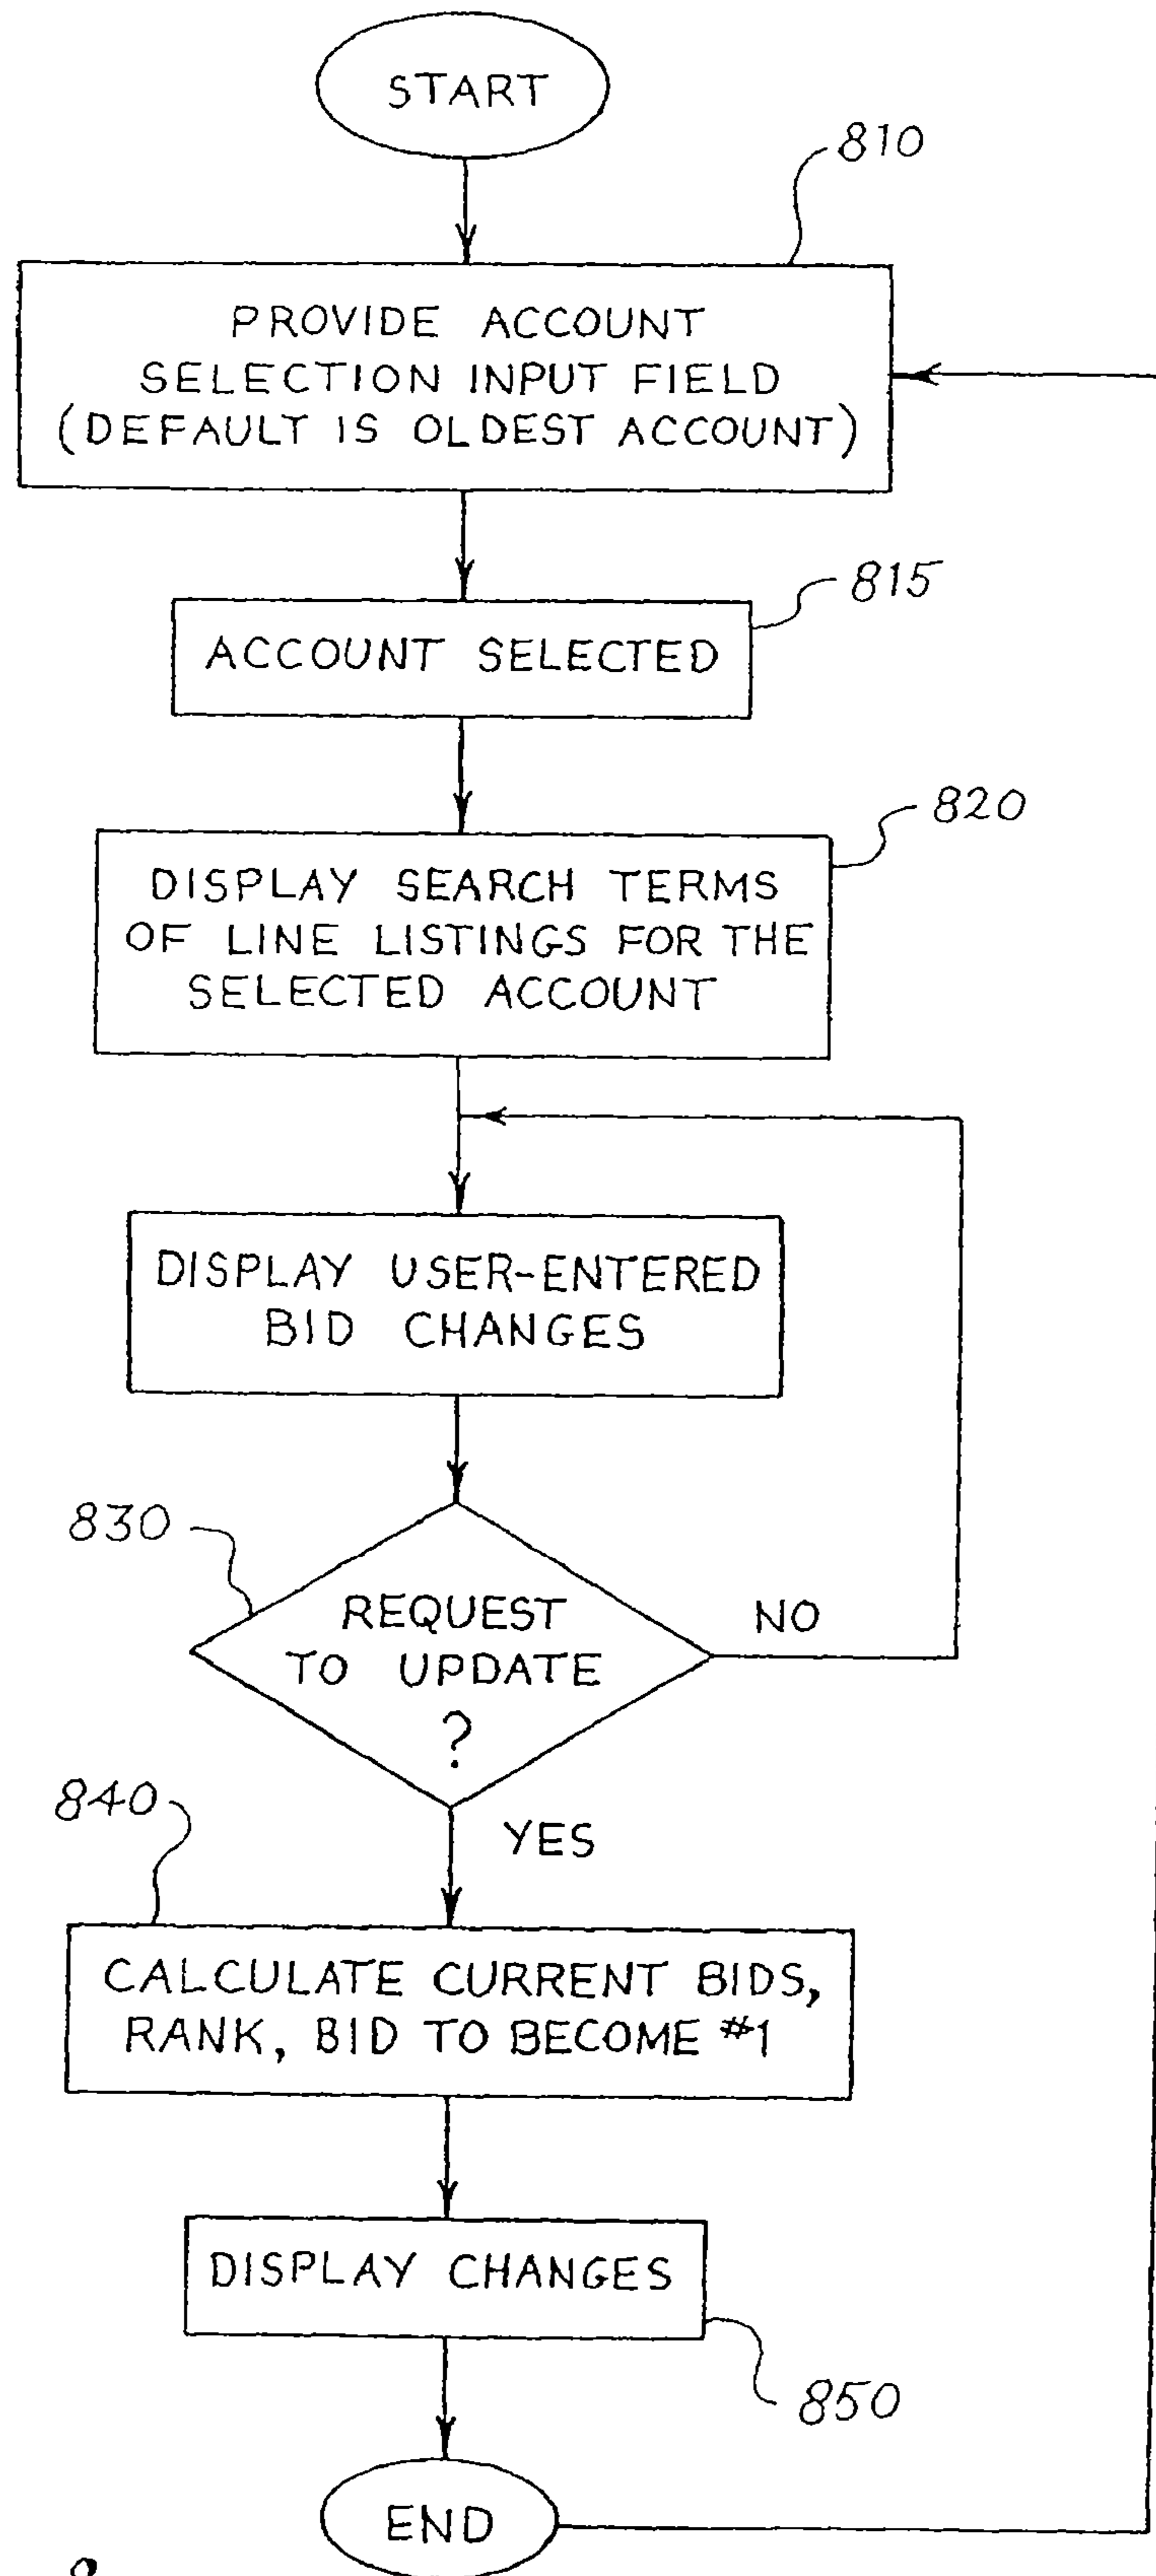 START
810
PROVIDE ACCOUNT
SELECTION INPUT FIELD
(DEFAULT IS OLDEST ACCOUNT)
815
ACCOUNT SELECTED
820
DISPLAY SEARCH TERMS
OF LINE LISTINGS FOR THE
SELECTED ACCOUNT
DISPLAY USER-ENTERED
BID CHANGES
830
REQUEST
TO UPDATE
?
NO
YES
840
CALCULATE CURRENT BIDS,
RANK, BID TO BECOME #1
DISPLAY CHANGES
850
END